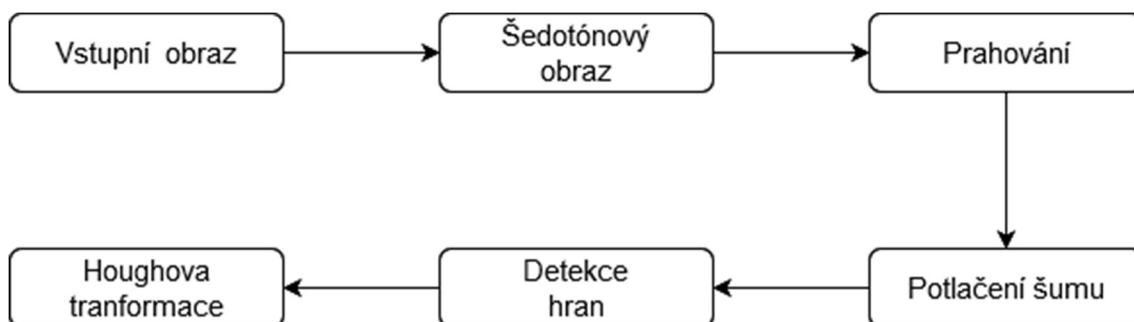 Vstupní obraz
Šedotónový
obraz
Prahování
Potlačení šumu
Detekce
hran
Houghova
tranformace